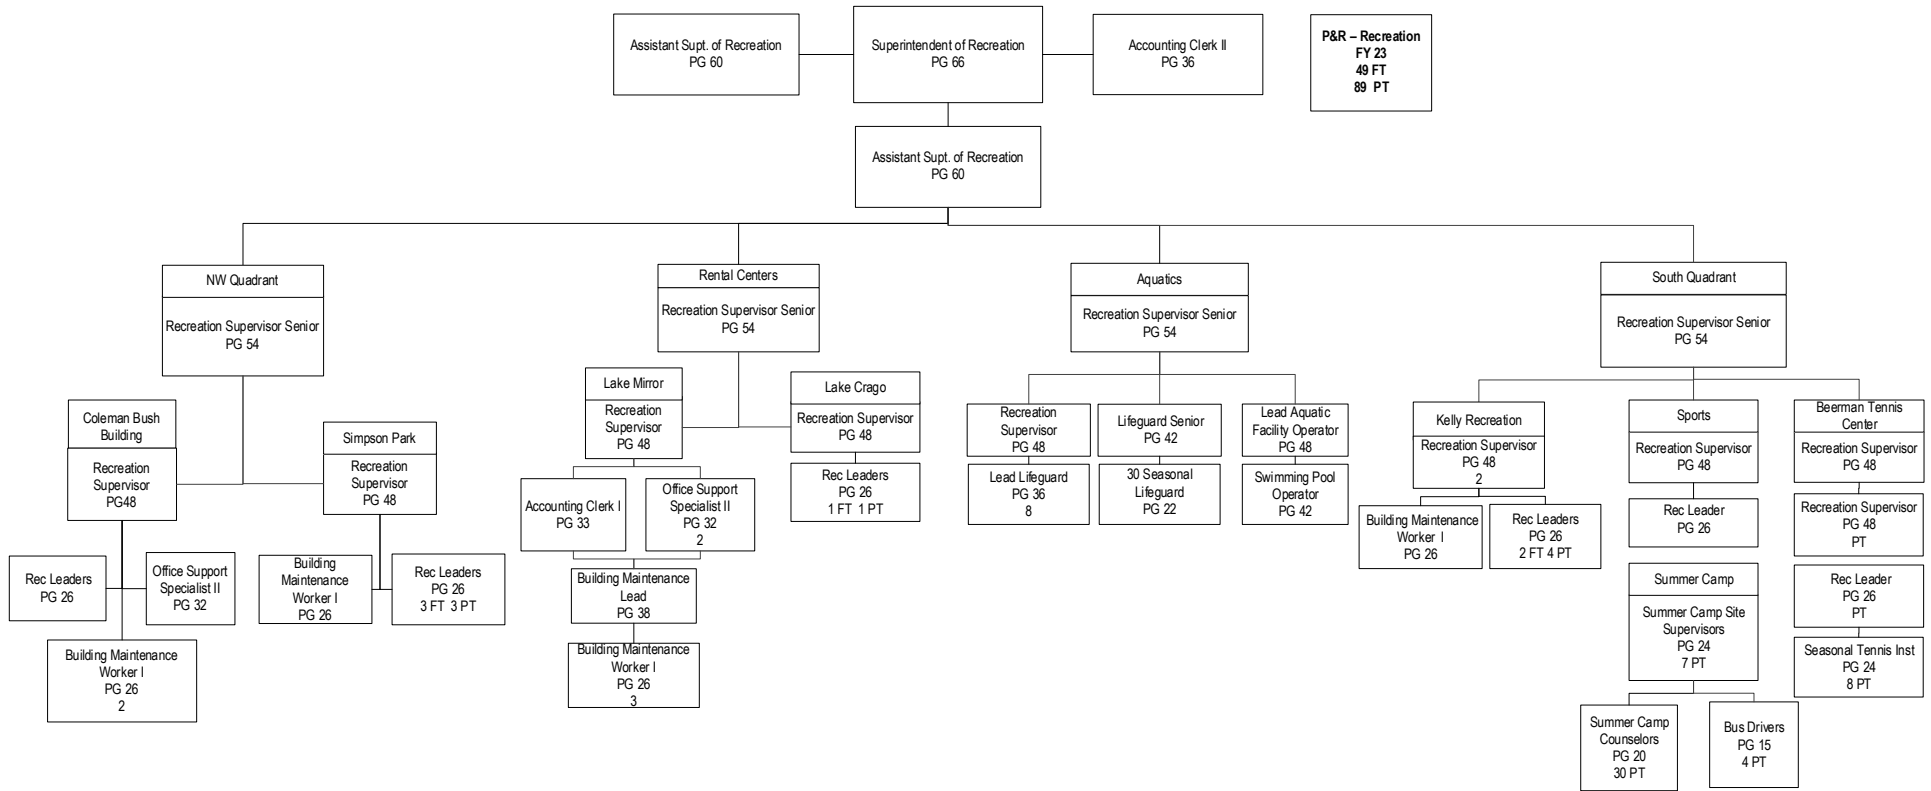 Assistant Supt. of Recreation
PG 60
Superintendent of Recreation
PG 66
Accounting Clerk II
PG 36
P&R – Recreation
FY 23
49 FT
89 PT
Assistant Supt. of Recreation
PG 60
NW Quadrant
Recreation Supervisor Senior
PG 54
Coleman Bush
Building
Recreation
Supervisor
PG48
Rec Leaders
PG 26
Office Support
Specialist II
PG 32
Building Maintenance
Worker I
PG 26
2
Simpson Park
Recreation
Supervisor
PG 48
Building
Maintenance
Worker I
PG 26
Rec Leaders
PG 26
3 FT 3 PT
Rental Centers
Recreation Supervisor Senior
PG 54
Lake Mirror
Recreation
Supervisor
PG 48
Accounting Clerk I
PG 33
Office Support
Specialist II
PG 32
2
Building Maintenance
Lead
PG 38
Building Maintenance
Worker I
PG 26
3
Lake Crago
Recreation Supervisor
PG 48
Rec Leaders
PG 26
1 FT 1 PT
Aquatics
Recreation Supervisor Senior
PG 54
Recreation
Supervisor
PG 48
Lead Lifeguard
PG 36
8
Lifeguard Senior
PG 42
30 Seasonal
Lifeguard
PG 22
Lead Aquatic
Facility Operator
PG 48
Swimming Pool
Operator
PG 42
South Quadrant
Recreation Supervisor Senior
PG 54
Kelly Recreation
Recreation Supervisor
PG 48
2
Building Maintenance
Worker I
PG 26
Rec Leaders
PG 26
2 FT 4 PT
Sports
Recreation Supervisor
PG 48
Rec Leader
PG 26
Summer Camp
Summer Camp Site
Supervisors
PG 24
7 PT
Summer Camp
Counselors
PG 20
30 PT
Bus Drivers
PG 15
4 PT
Beerman Tennis
Center
Recreation Supervisor
PG 48
Recreation Supervisor
PG 48
PT
Rec Leader
PG 26
PT
Seasonal Tennis Inst
PG 24
8 PT